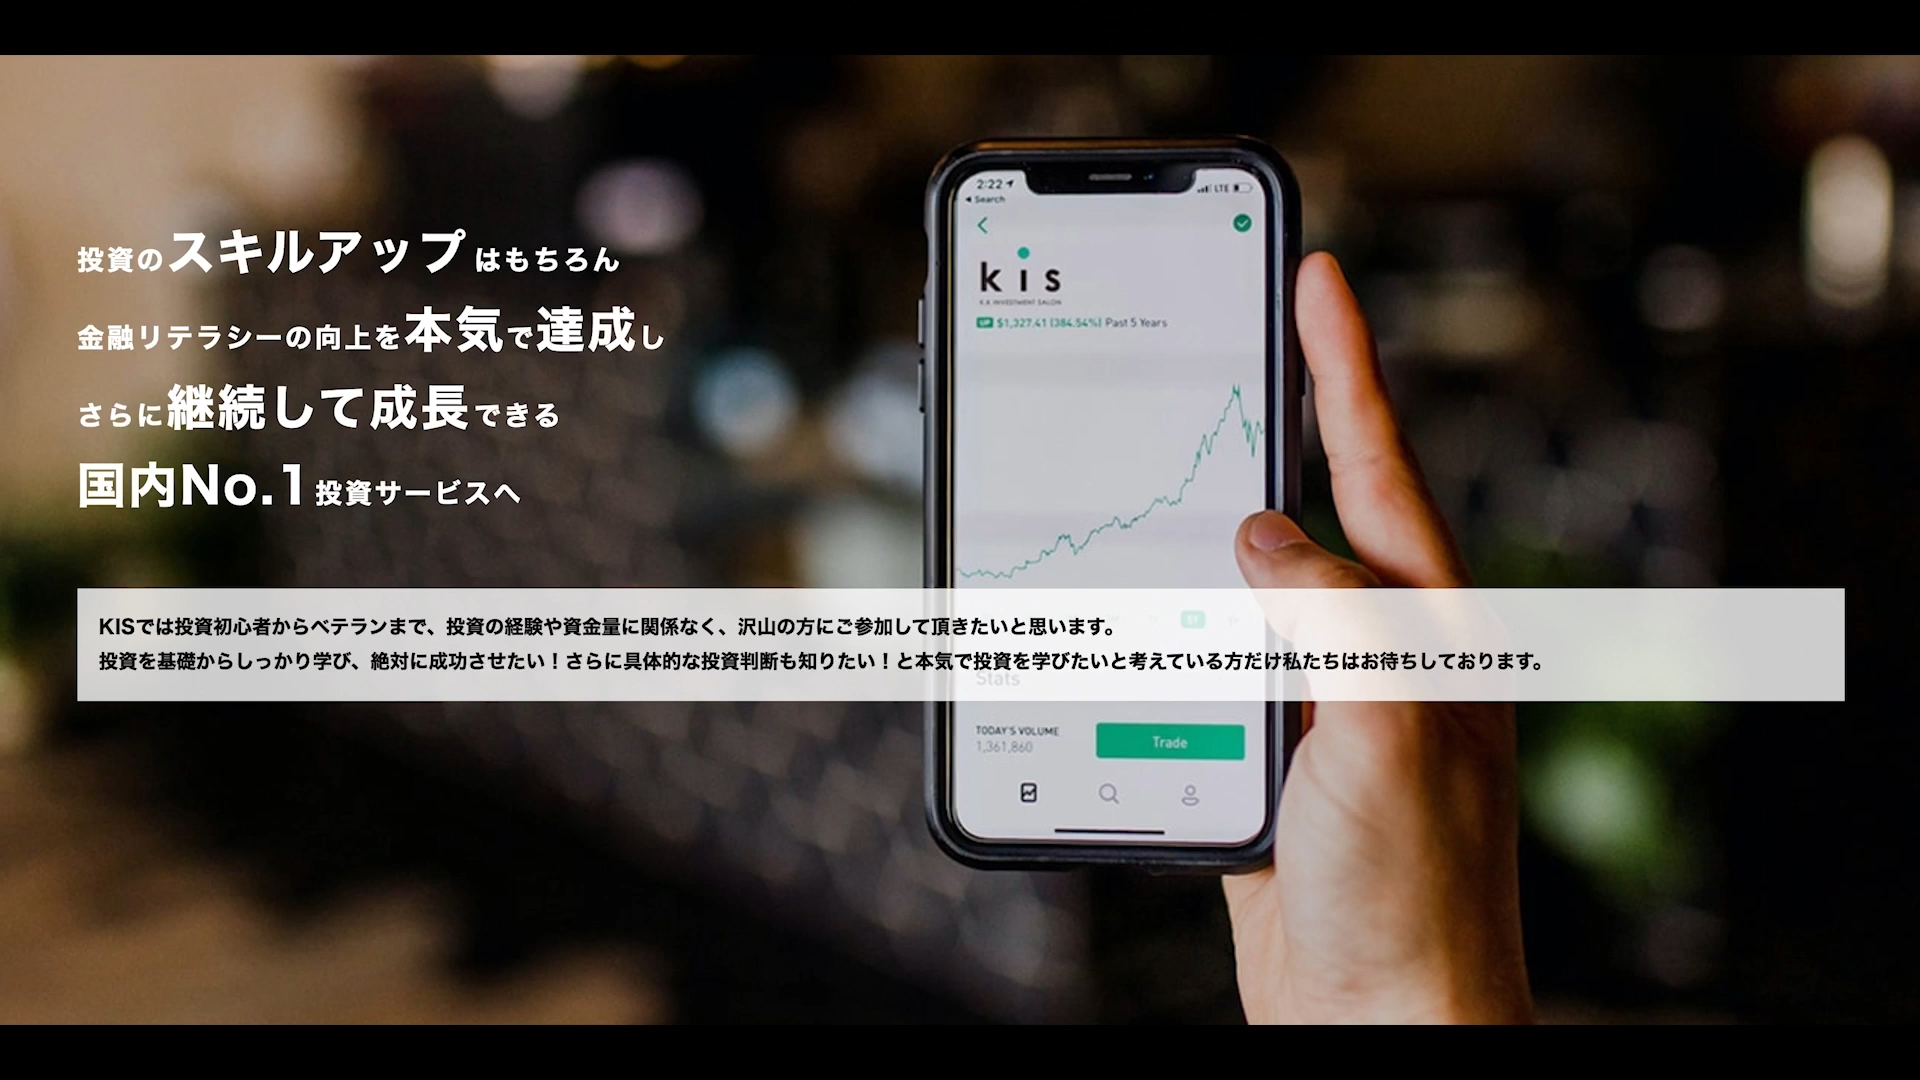 投資のスキルアップはもちろん
金融リテラシーの向上を本気で達成し
さらに継続して成長できる
国内No.1投資サービスへ
2:22
LTE
Search
kis
K.A INVESTMENT SALON
UP $1,327.41 (384.54%) Past 5 Years
KISでは投資初心者からベテランまで、投資の経験や資金量に関係なく、沢山の方にご参加して頂きたいと思います。
投資を基礎からしっかり学び、絶対に成功させたい！さらに具体的な投資判断も知りたい！と本気で投資を学びたいと考えている方だけ私たちはお待ちしております。
Stats
TODAY'S VOLUME
1,361,860
Trade